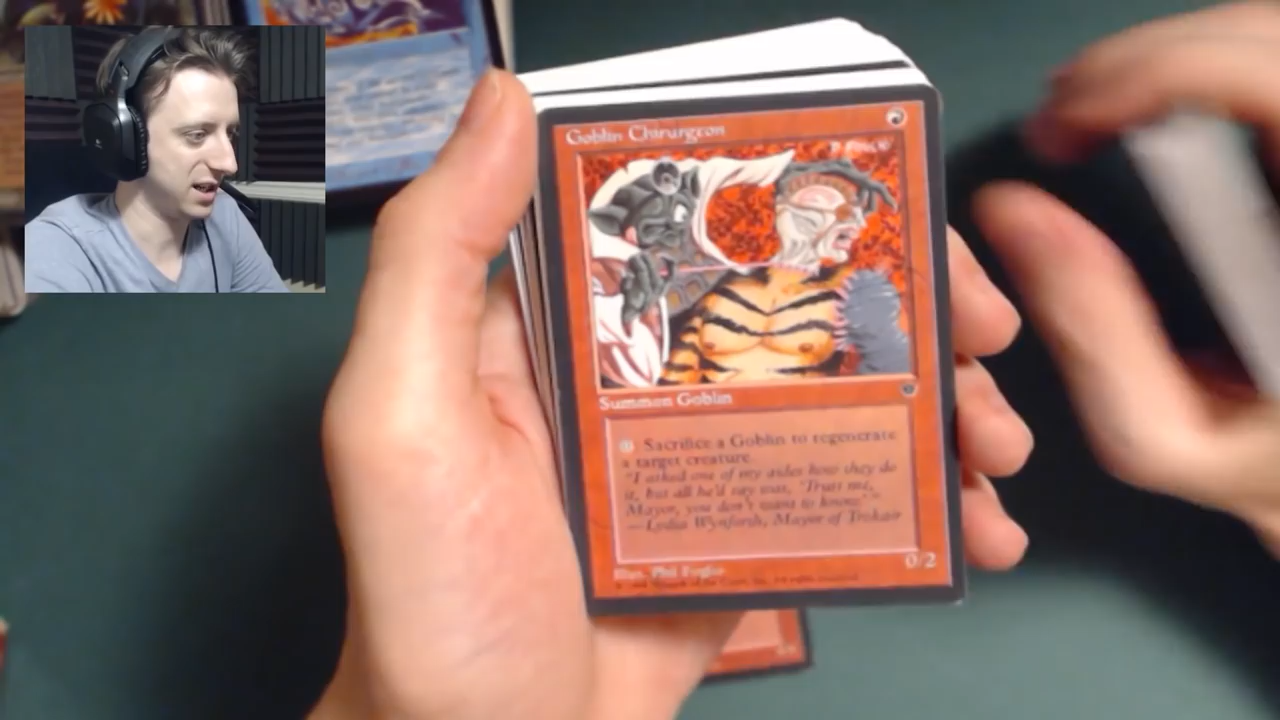 Goblin Chirurgeon
Summon Goblin
0: Sacrifice a Goblin to regenerate
a target creature.
"I asked one of my aides how they do
it, but all he'd say was, 'Trust me,
Mayor, you don't want to know.'"
—Lydia Wynforth, Mayor of Trokair
0/2
Illus. Phil Foglio